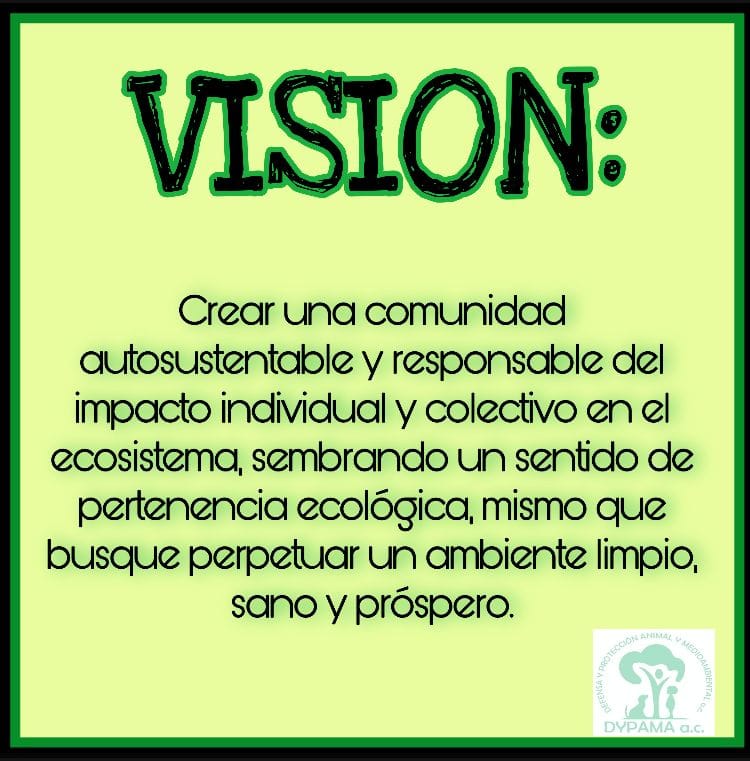 VISION:
Crear una comunidad
autosustentable y responsable del
impacto individual y colectivo en el
ecosistema, sembrando un sentido de
pertenencia ecológica, mismo que
busque perpetuar un ambiente limpio,
sano y próspero.
DEFENSA Y PROTECCIÓN ANIMAL Y MEDIOAMBIENTAL a.c.
DYPAMA a.c.